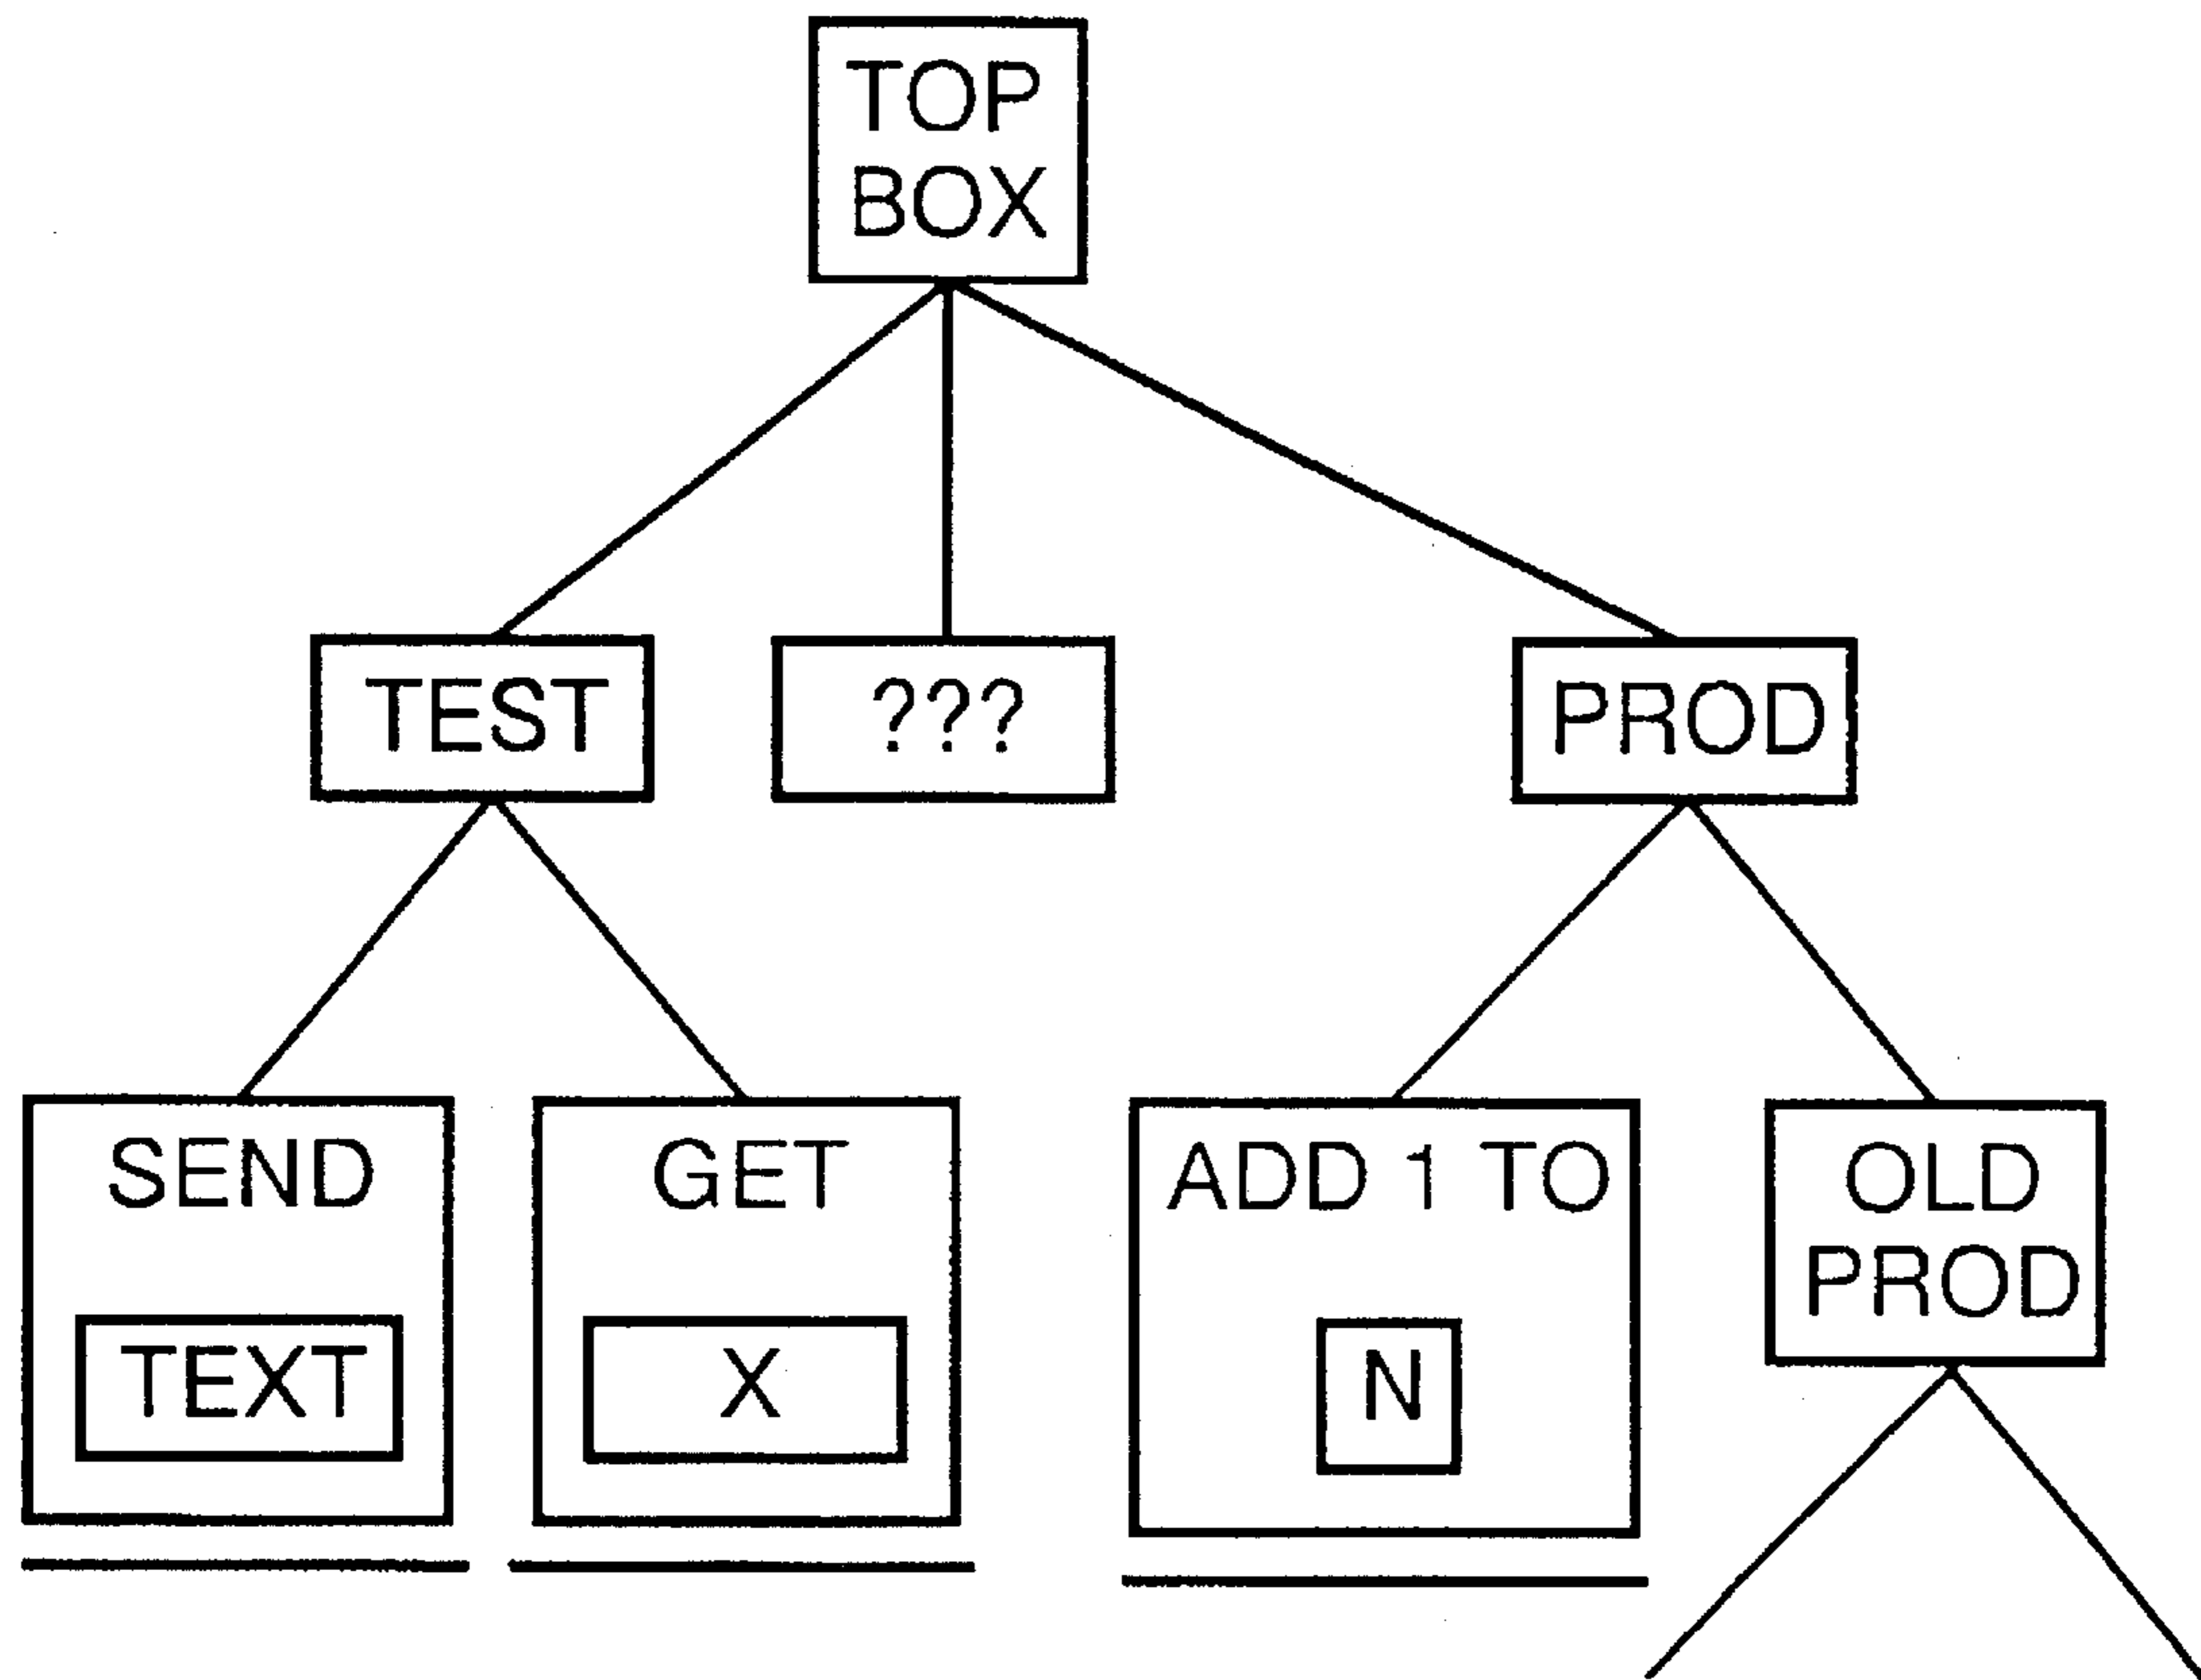 TOP
BOX
TEST
???
PROD
SEND
TEXT
GET
X
ADD 1 TO
N
OLD
PROD